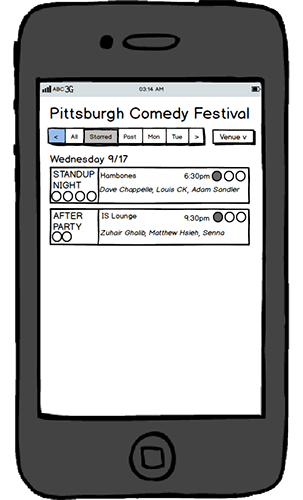 ABC 3G 03:14 AM
Pittsburgh Comedy Festival
< All Starred Past Mon Tue > Venue v
Wednesday 9/17
STANDUP NIGHT Hambones 6:30pm
Dave Chappelle, Louis CK, Adam Sandler
AFTER PARTY IS Lounge 9:30pm
Zuhair Ghalib, Matthew Hsieh, Senna